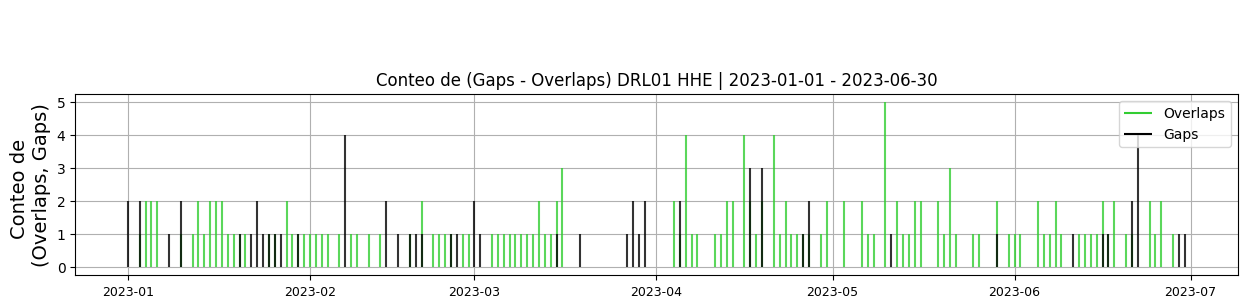 Conteo de (Gaps - Overlaps) DRL01 HHE | 2023-01-01 - 2023-06-30
Conteo de
(Overlaps, Gaps)
5
4
3
2
1
0
Overlaps
Gaps
2023-01 2023-02 2023-03 2023-04 2023-05 2023-06 2023-07